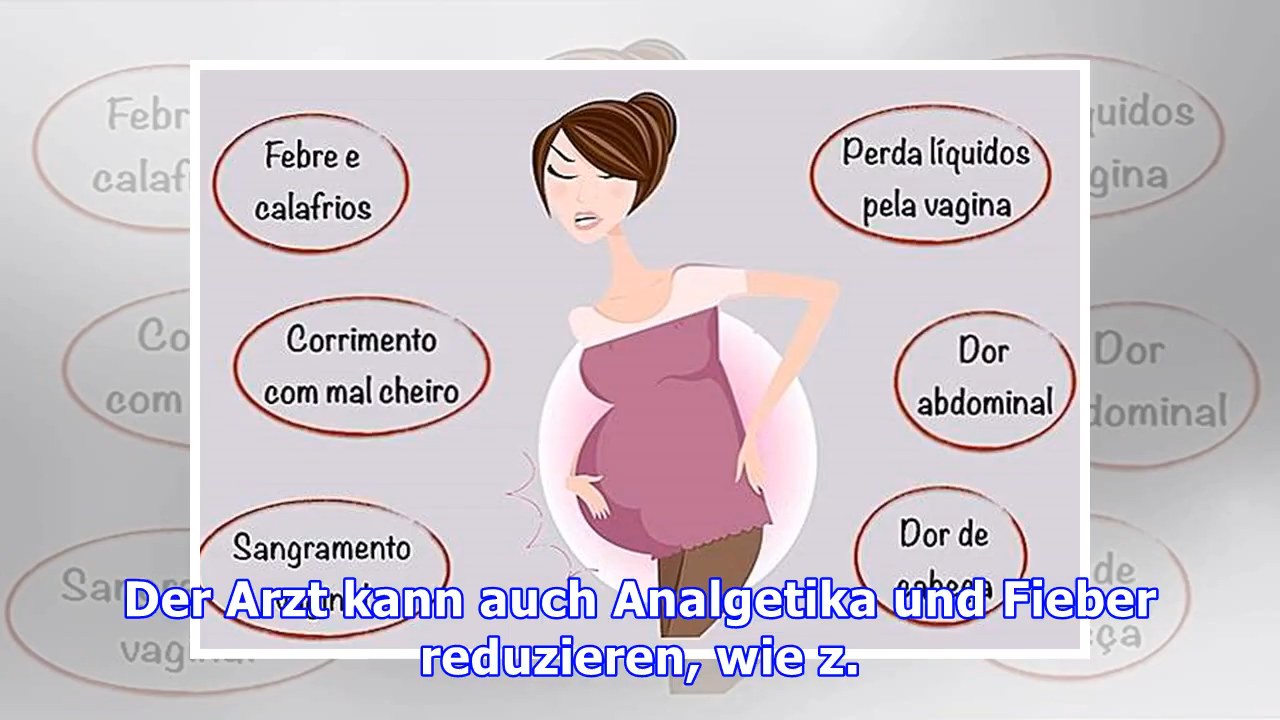 Febre e
calafrios
Perda líquidos
pela vagina
Corrimento
com mal cheiro
Dor
abdominal
Sangramento
Dor de
cabeça
Der Arzt kann auch Analgetika und Fieber
reduzieren, wie z.